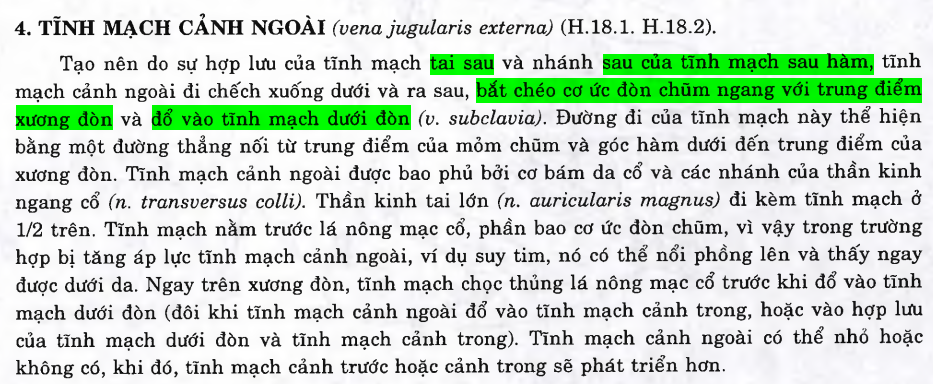 4. TĨNH MẠCH CẢNH NGOÀI (vena jugularis externa) (H.18.1. H.18.2).
Tạo nên do sự hợp lưu của tĩnh mạch tai sau và nhánh sau của tĩnh mạch sau hàm, tĩnh
mạch cảnh ngoài đi chếch xuống dưới và ra sau, bắt chéo cơ ức đòn chũm ngang với trung điểm
xương đòn và đổ vào tĩnh mạch dưới đòn (v. subclavia). Đường đi của tĩnh mạch này thể hiện
bằng một đường thẳng nối từ trung điểm của mỏm chũm và góc hàm dưới đến trung điểm của
xương đòn. Tĩnh mạch cảnh ngoài được bao phủ bởi cơ bám da cổ và các nhánh của thần kinh
ngang cổ (n. transversus colli). Thần kinh tai lớn (n. auricularis magnus) đi kèm tĩnh mạch ở
1/2 trên. Tĩnh mạch nằm trước lá nông mạc cổ, phần bao cơ ức đòn chũm, vì vậy trong trường
hợp bị tăng áp lực tĩnh mạch cảnh ngoài, ví dụ suy tim, nó có thể nổi phồng lên và thấy ngay
được dưới da. Ngay trên xương đòn, tĩnh mạch chọc thủng lá nông mạc cổ trước khi đổ vào tĩnh
mạch dưới đòn (đôi khi tĩnh mạch cảnh ngoài đổ vào tĩnh mạch cảnh trong, hoặc vào hợp lưu
của tĩnh mạch dưới đòn và tĩnh mạch cảnh trong). Tĩnh mạch cảnh ngoài có thể nhỏ hoặc
không có, khi đó, tĩnh mạch cảnh trước hoặc cảnh trong sẽ phát triển hơn.